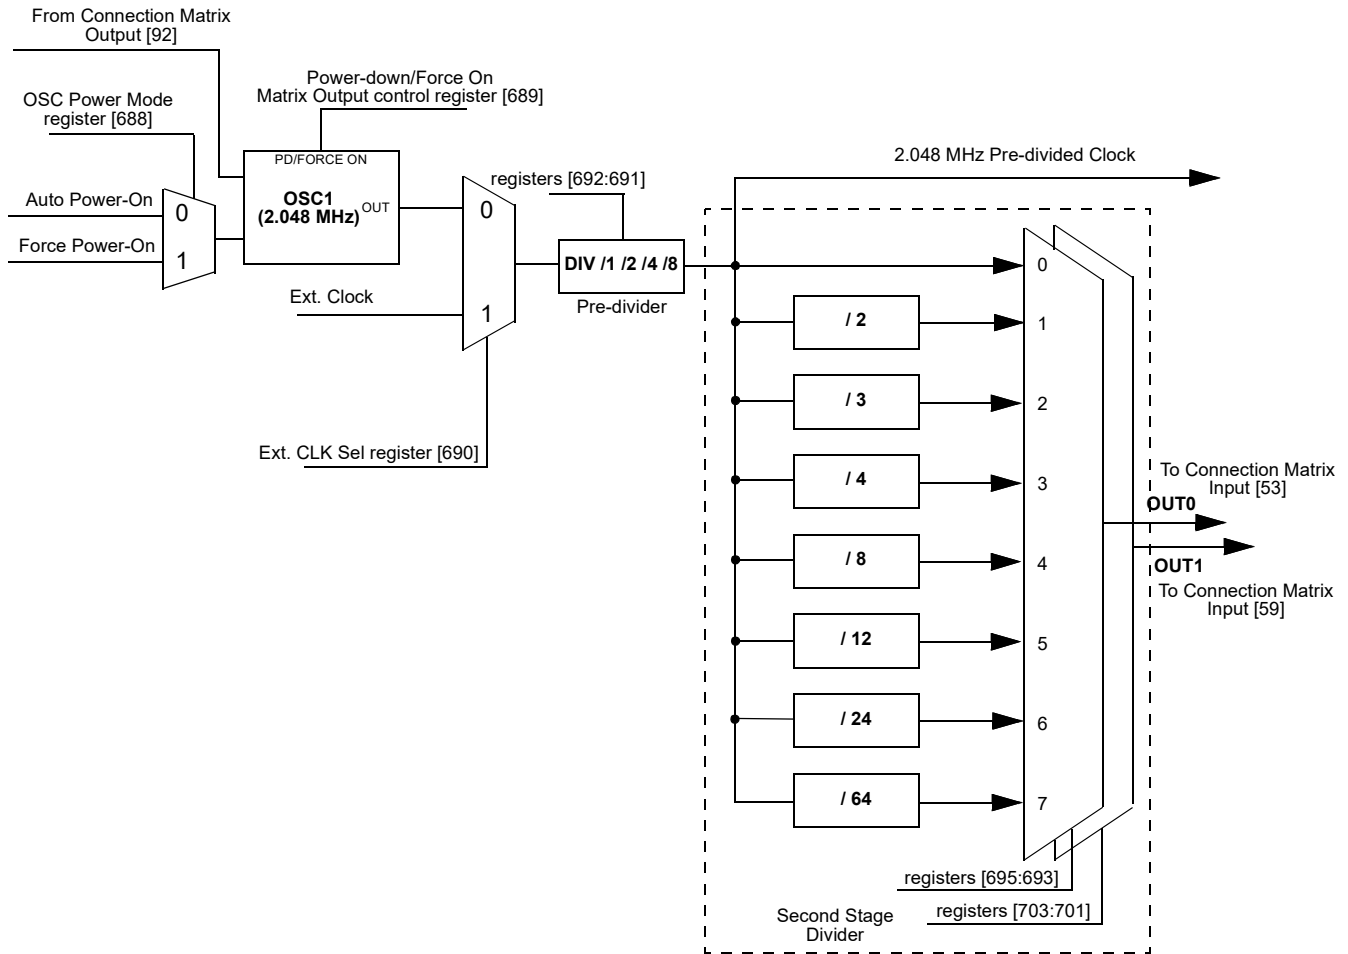 From Connection Matrix
Output [92]
Power-down/Force On
Matrix Output control register [689]
OSC Power Mode
register [688]
PD/FORCE ON
OSC1
(2.048 MHz)
OUT
Auto Power-On
0
Force Power-On
1
0
1
Ext. Clock
Ext. CLK Sel register [690]
registers [692:691]
DIV /1 /2 /4 /8
Pre-divider
2.048 MHz Pre-divided Clock
0
/ 2
1
/ 3
2
/ 4
3
/ 8
4
/ 12
5
/ 24
6
/ 64
7
To Connection Matrix
Input [53]
OUT0
OUT1
To Connection Matrix
Input [59]
registers [695:693]
registers [703:701]
Second Stage
Divider